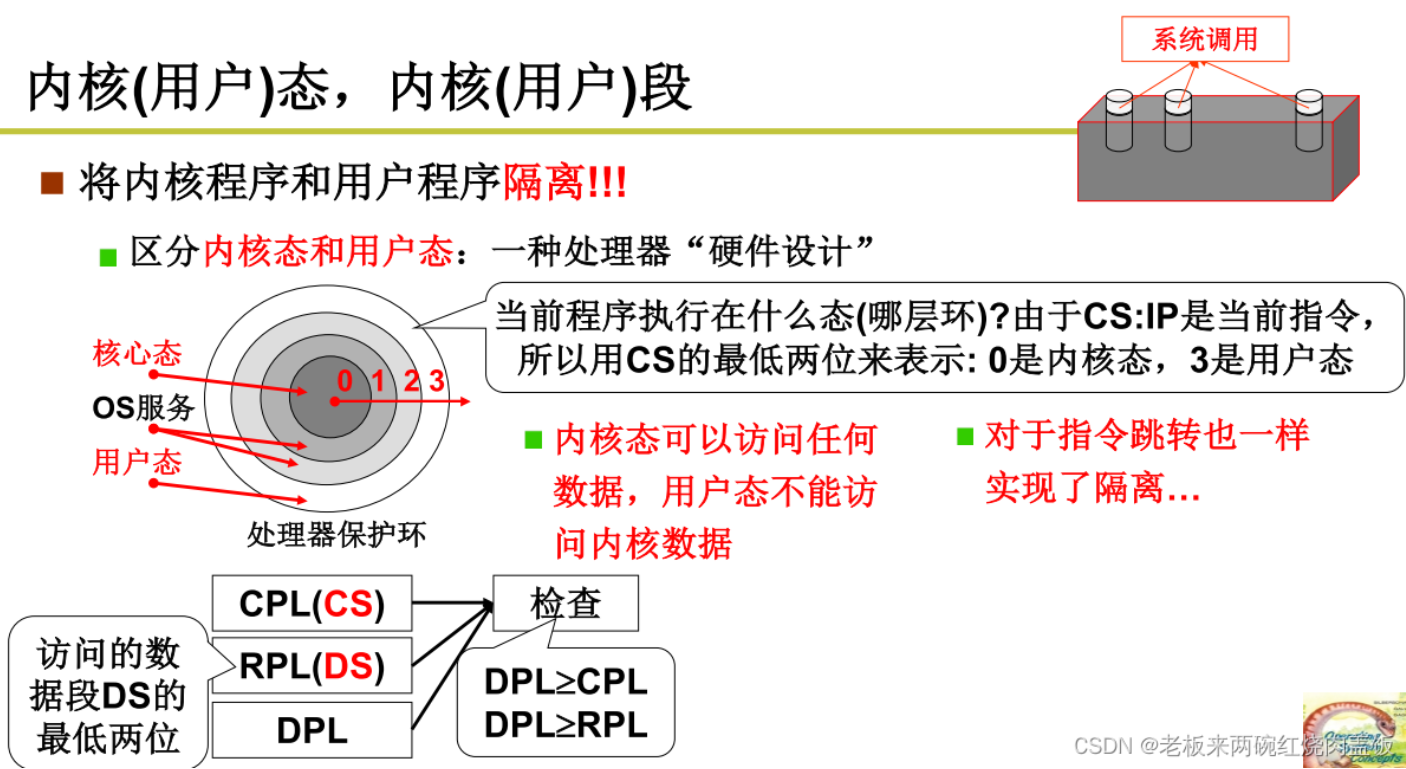 系统调用
内核(用户)态，内核(用户)段
将内核程序和用户程序隔离!!!
区分内核态和用户态：一种处理器“硬件设计”
当前程序执行在什么态(哪层环)?由于CS:IP是当前指令，
所以用CS的最低两位来表示: 0是内核态，3是用户态
核心态
OS服务
用户态
0 1 2 3
处理器保护环
内核态可以访问任何
数据，用户态不能访
问内核数据
对于指令跳转也一样
实现了隔离…
CPL(CS)
RPL(DS)
DPL
检查
访问的数
据段DS的
最低两位
DPL≥CPL
DPL≥RPL
Operating
Concepts
CSDN @老板来两碗红烧肉盖饭